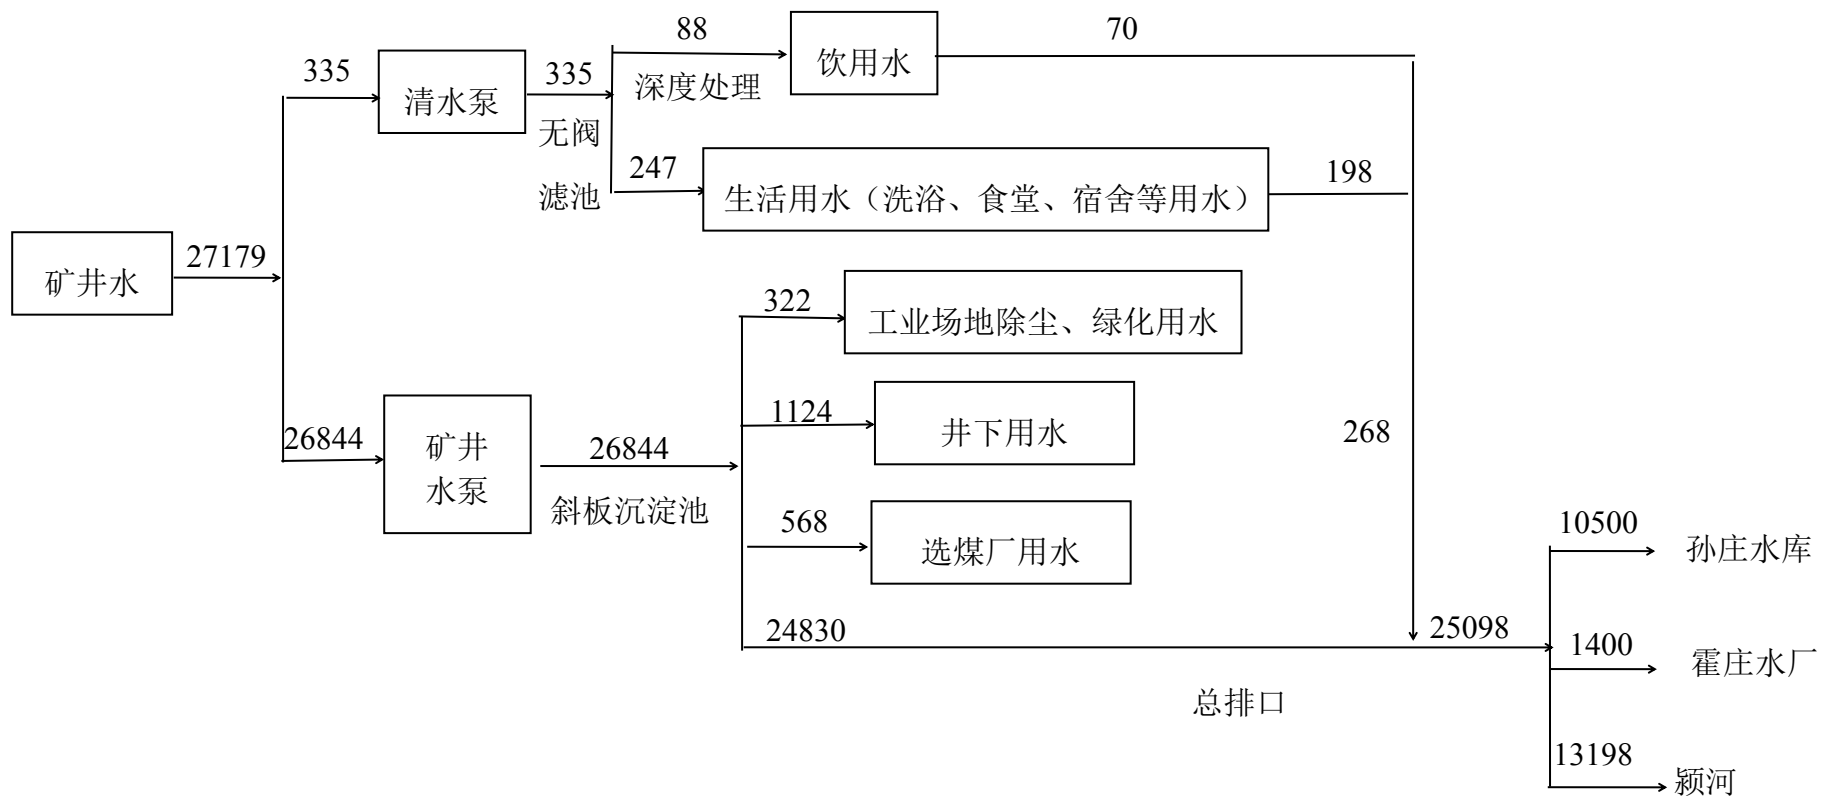 矿井水
27179
335
清水泵
335
无阀
滤池
88
深度处理
饮用水
70
247
生活用水（洗浴、食堂、宿舍等用水）
198
26844
矿井
水泵
26844
斜板沉淀池
322
工业场地除尘、绿化用水
1124
井下用水
568
选煤厂用水
24830
268
25098
总排口
10500
孙庄水库
1400
霍庄水厂
13198
颍河